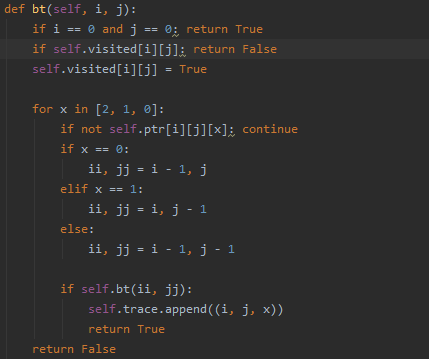 def bt(self, i, j):
    if i == 0 and j == 0: return True
    if self.visited[i][j]: return False
    self.visited[i][j] = True

    for x in [2, 1, 0]:
        if not self.ptr[i][j][x]: continue
        if x == 0:
            ii, jj = i - 1, j
        elif x == 1:
            ii, jj = i, j - 1
        else:
            ii, jj = i - 1, j - 1

        if self.bt(ii, jj):
            self.trace.append((i, j, x))
            return True
    return False